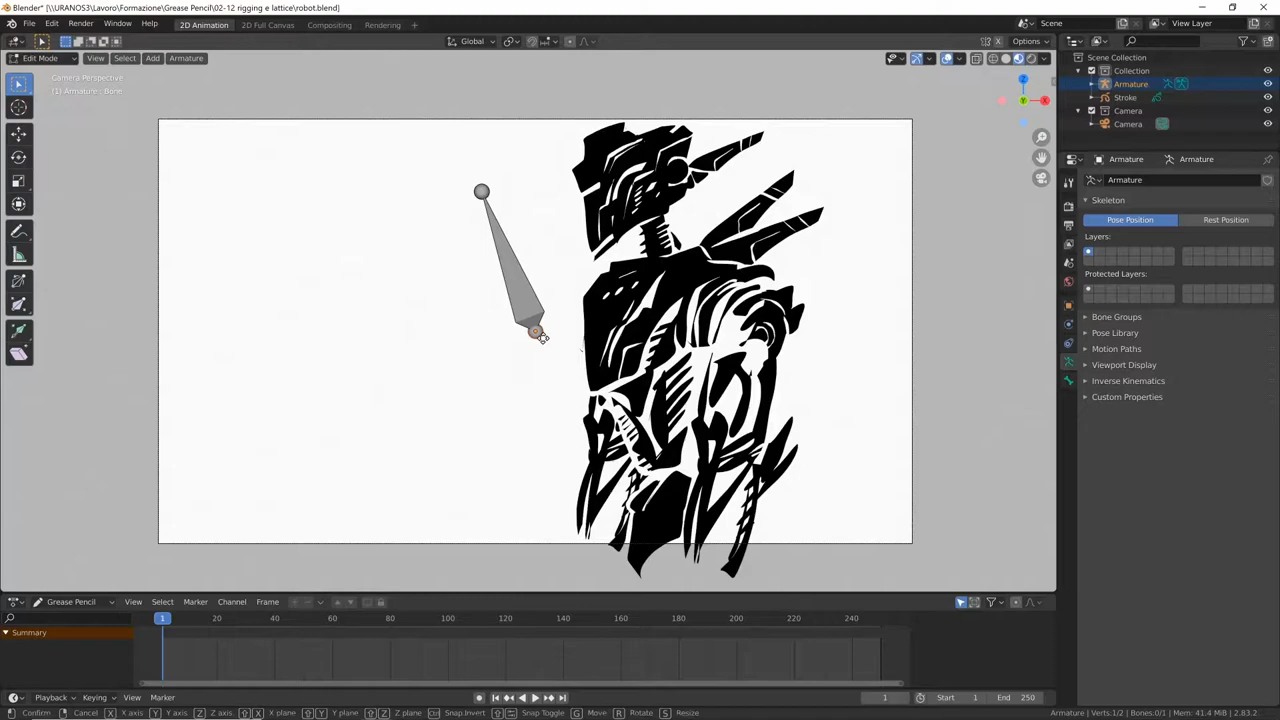 Blender* [\\URANOS3\Lavoro\Formazione\Grease Pencil\02-12 rigging e lattice\robot.blend]
File Edit Render Window Help 2D Animation 2D Full Canvas Compositing Rendering + Scene View Layer
Global Options
Edit Mode View Select Add Armature
Camera Perspective
(1) Armature : Bone
Z
Y
X
Scene Collection
Collection
Armature
Stroke
Camera
Camera
Armature Armature
Armature
Skeleton
Pose Position Rest Position
Layers:
Protected Layers:
Bone Groups
Pose Library
Motion Paths
Viewport Display
Inverse Kinematics
Custom Properties
Grease Pencil View Select Marker Channel Frame
1 20 40 60 80 100 120 140 160 180 200 220 240
Summary
Playback Keying View Marker 1 Start 1 End 250
Confirm Cancel X X axis Y Y axis Z Z axis X X plane Y Y plane Z Z plane Ctrl Snap Invert Snap Toggle G Move R Rotate S Resize Armature | Verts:1/2 | Bones:0/1 | Mem: 41.4 MiB | 2.83.2